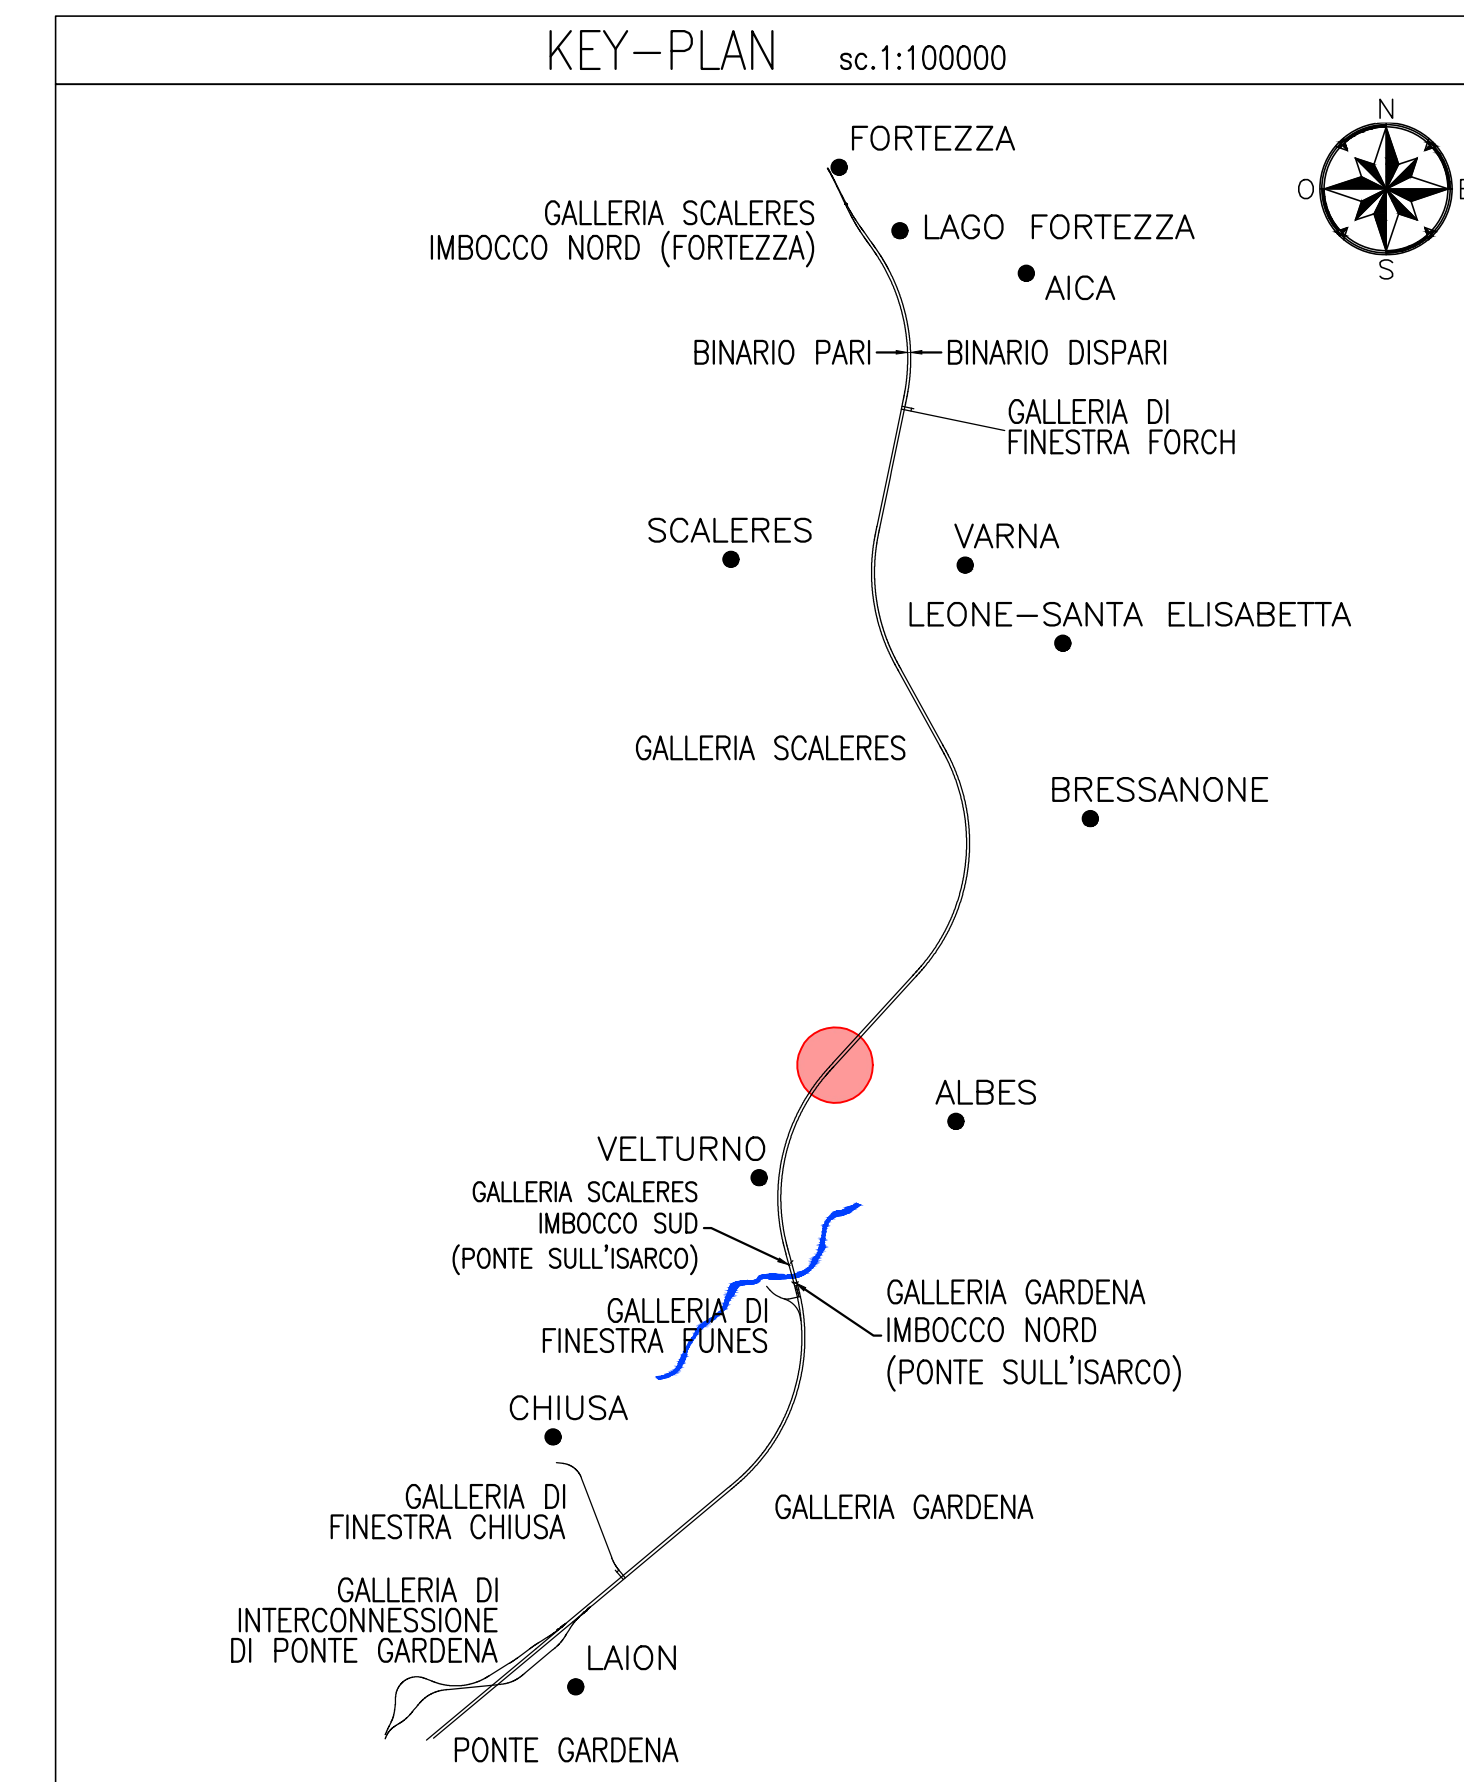 KEY-PLAN sc.1:100000
N
O
E
S
FORTEZZA
GALLERIA SCALERES
IMBOCCO NORD (FORTEZZA)
LAGO FORTEZZA
AICA
BINARIO PARI
BINARIO DISPARI
GALLERIA DI
FINESTRA FORCH
SCALERES
VARNA
LEONE-SANTA ELISABETTA
GALLERIA SCALERES
BRESSANONE
ALBES
VELTURNO
GALLERIA SCALERES
IMBOCCO SUD
(PONTE SULL'ISARCO)
GALLERIA DI
FINESTRA FUNES
GALLERIA GARDENA
IMBOCCO NORD
(PONTE SULL'ISARCO)
CHIUSA
GALLERIA DI
FINESTRA CHIUSA
GALLERIA GARDENA
GALLERIA DI
INTERCONNESSIONE
DI PONTE GARDENA
LAION
PONTE GARDENA